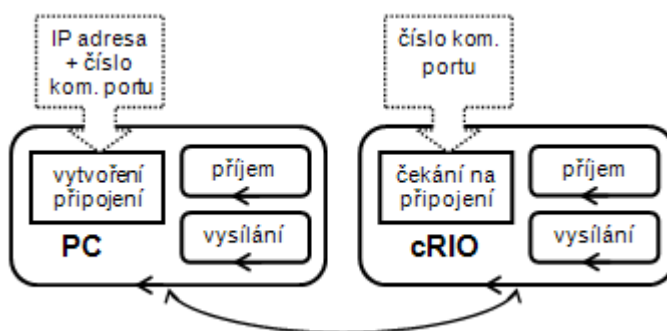 IP adresa
+ číslo
kom. portu
číslo kom.
portu
vytvoření
připojení
příjem
vysílání
PC
čekání na
připojení
příjem
vysílání
cRIO